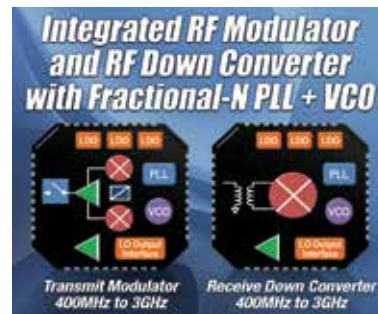 Integrated RF Modulator
and RF Down Converter
with Fractional-N PLL + VCO
LDO LDO LDO
PLL
VCO
LO Output
Interface
LDO LDO LDO
PLL
VCO
LO Output
Interface
Transmit Modulator
400MHz to 3GHz
Receive Down Converter
400MHz to 3GHz